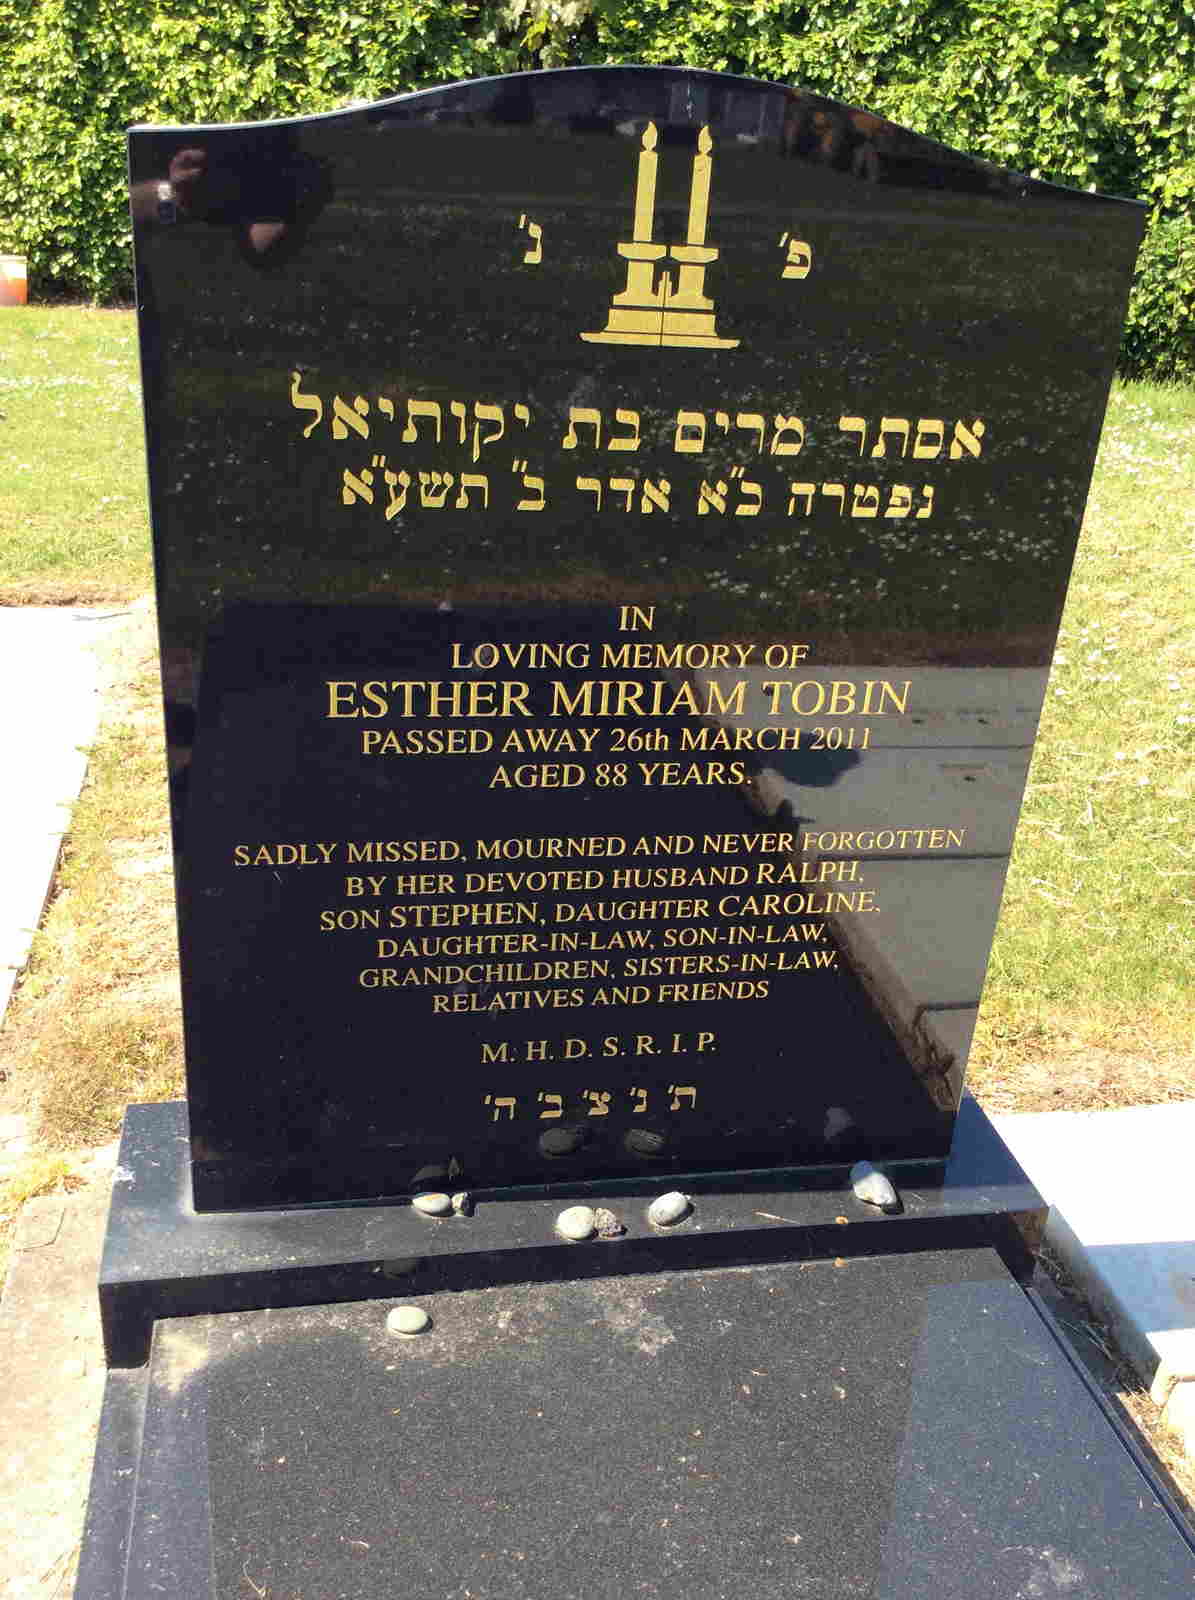 פ' נ'
אסתר מרים בת יקותיאל
נפטרה כ"א אדר ב" תשע"א
IN
LOVING MEMORY OF
ESTHER MIRIAM TOBIN
PASSED AWAY 26th MARCH 2011
AGED 88 YEARS.
SADLY MISSED, MOURNED AND NEVER FORGOTTEN
BY HER DEVOTED HUSBAND RALPH,
SON STEPHEN, DAUGHTER CAROLINE,
DAUGHTER-IN-LAW, SON-IN-LAW,
GRANDCHILDREN, SISTERS-IN-LAW,
RELATIVES AND FRIENDS
M. H. D. S. R. I. P.
ת' נ' צ' ב' ה'